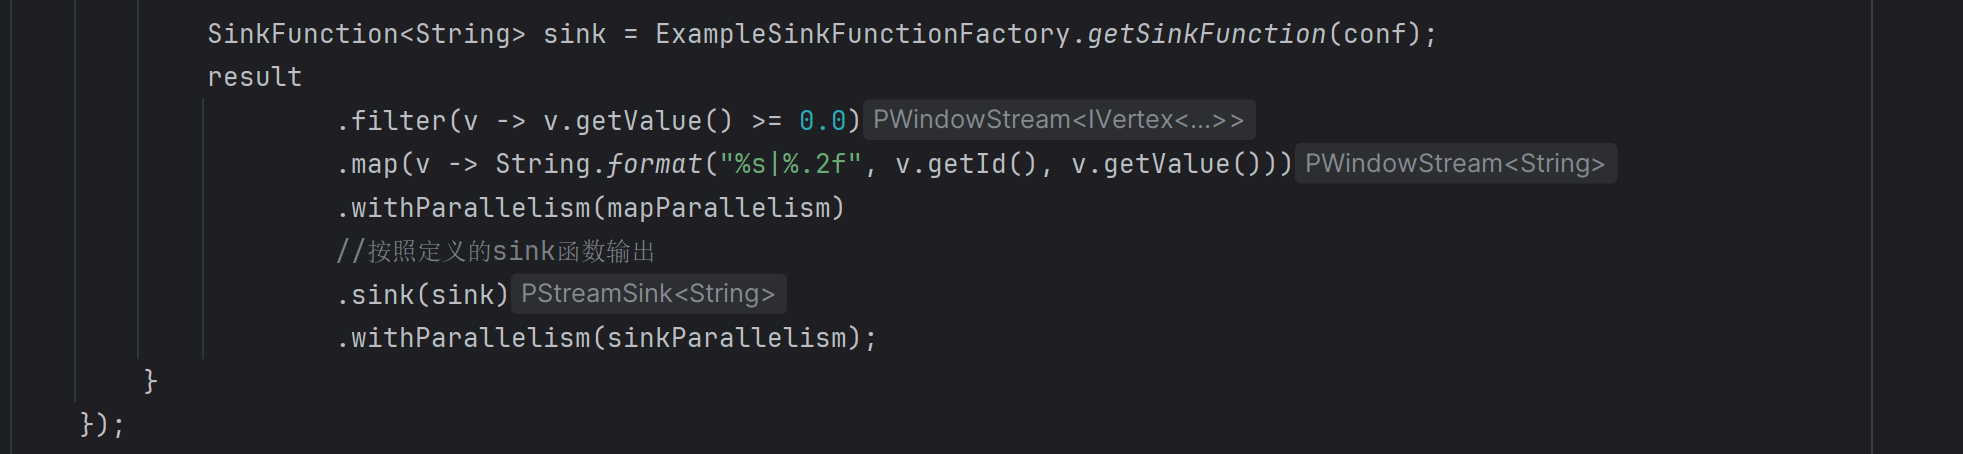 SinkFunction<String> sink = ExampleSinkFunctionFactory.getSinkFunction(conf);
result
.filter(v -> v.getValue() >= 0.0) PWindowStream<IVertex<...>>
.map(v -> String.format("%s|%.2f", v.getId(), v.getValue())) PWindowStream<String>
.withParallelism(mapParallelism)
//按照定义的sink函数输出
.sink(sink) PStreamSink<String>
.withParallelism(sinkParallelism);
}
});